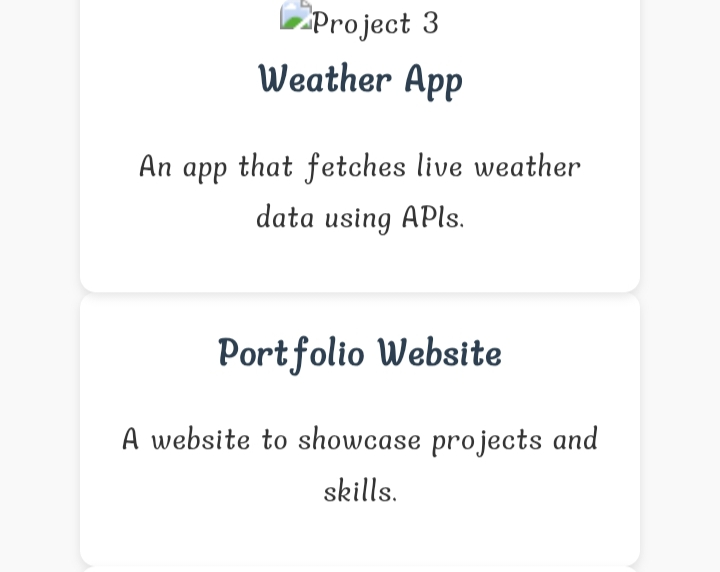 Project 3
Weather App
An app that fetches live weather
data using APIs.
Portfolio Website
A website to showcase projects and
skills.